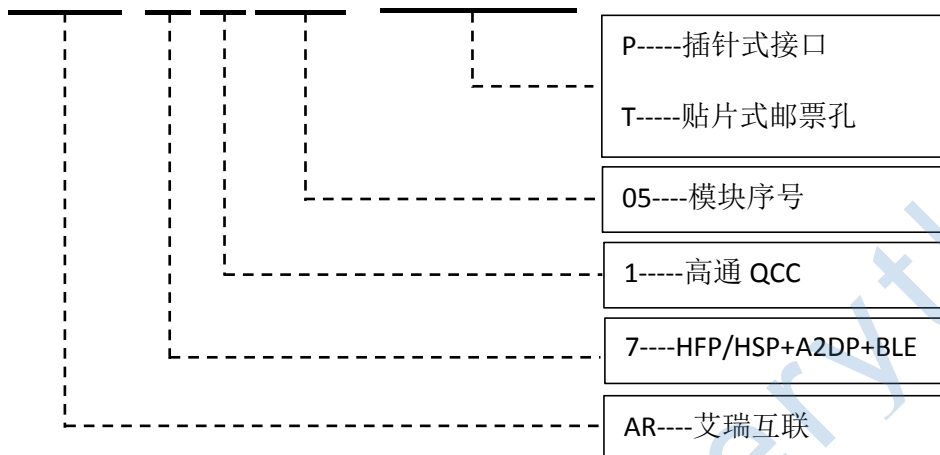 P-----插针式接口
T-----贴片式邮票孔
05----模块序号
1-----高通 QCC
7----HFP/HSP+A2DP+BLE
AR----艾瑞互联
eryt